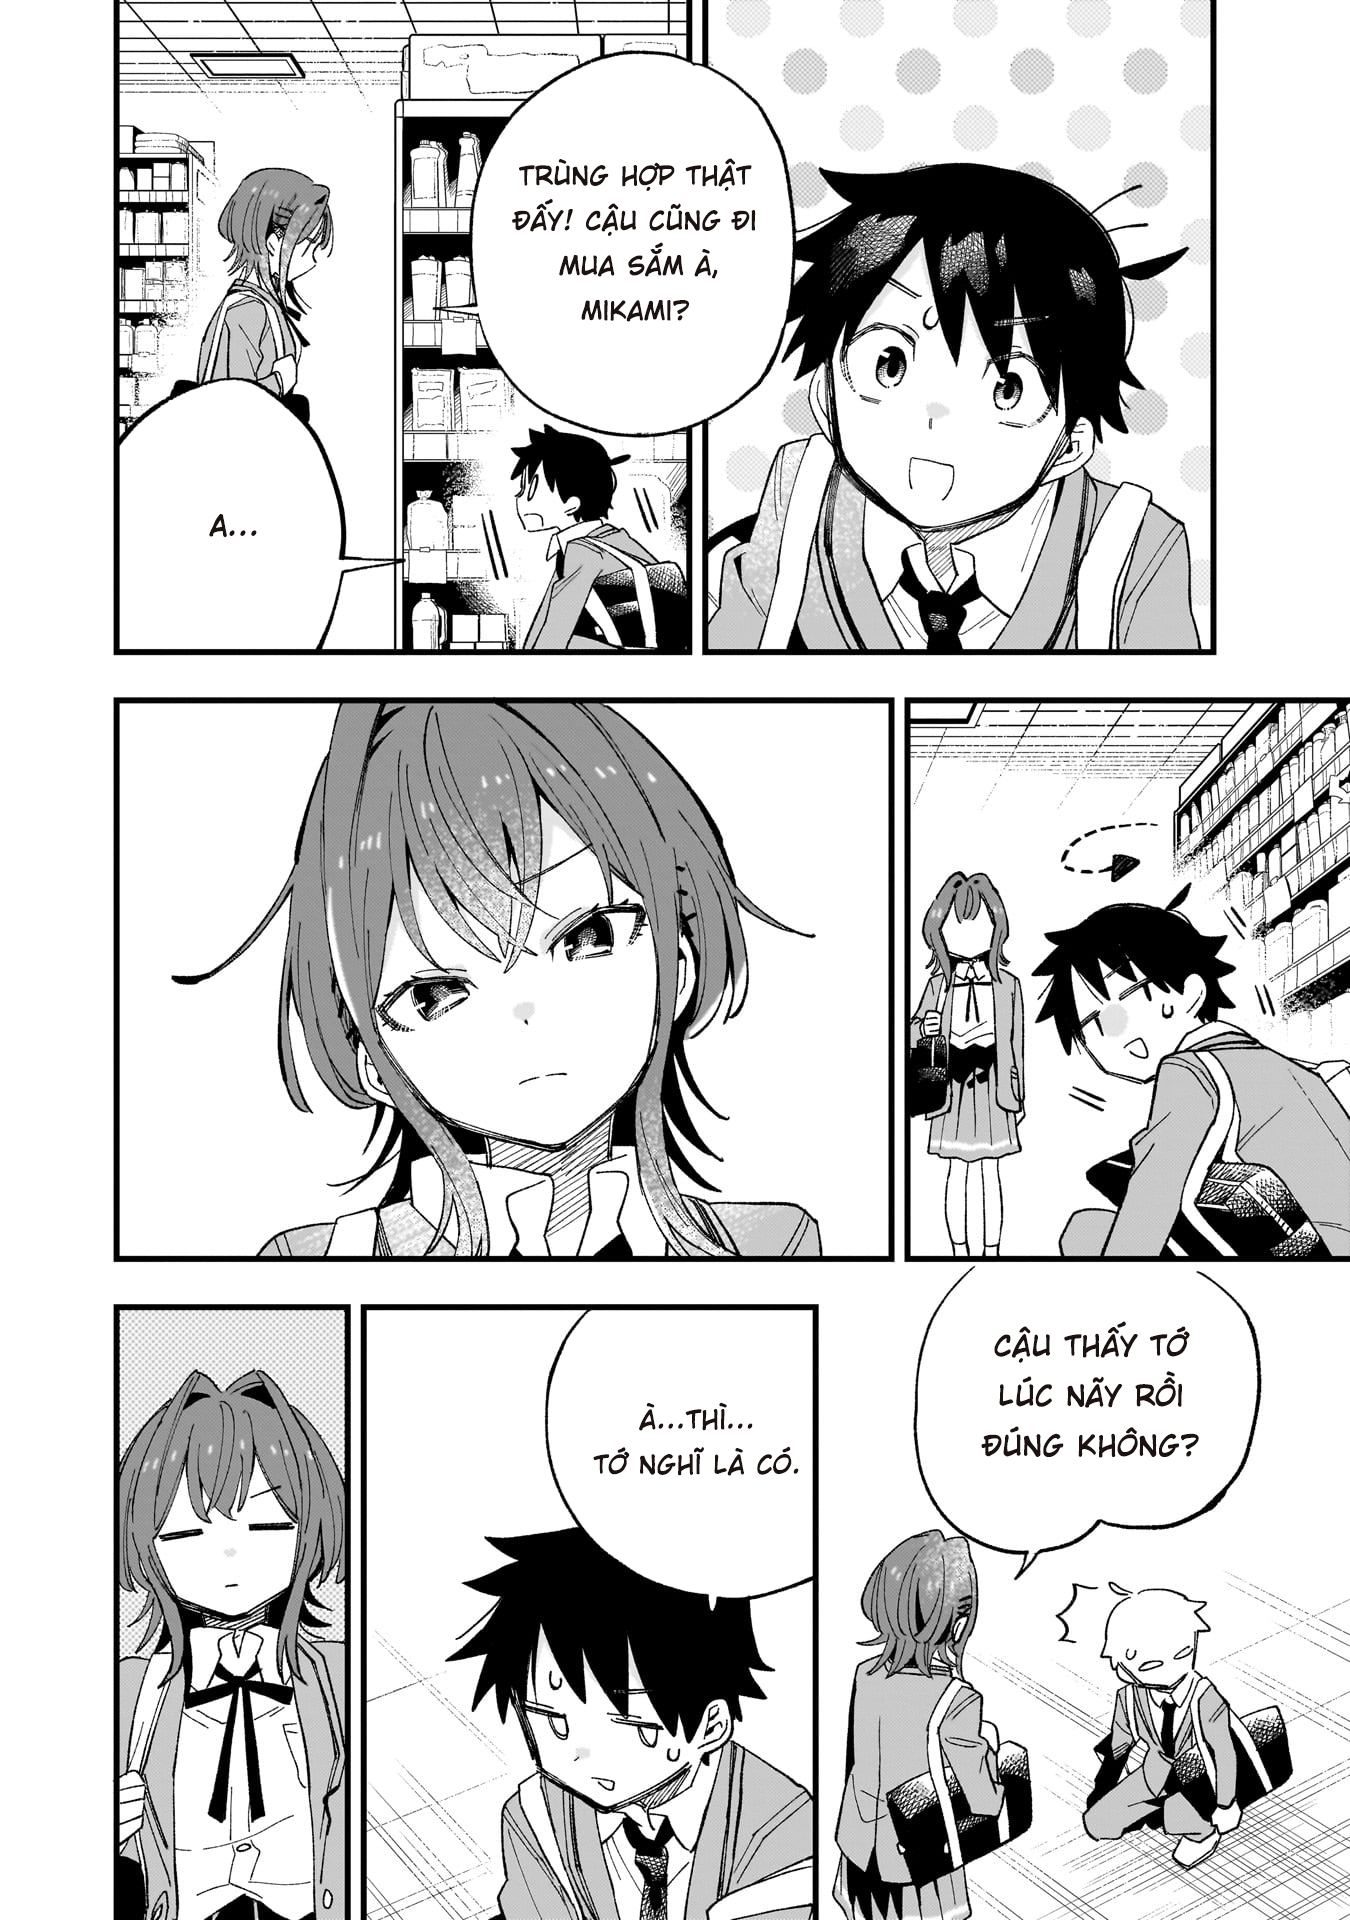 TRÙNG HỢP THẬT
ĐẤY! CẬU CŨNG ĐI
MUA SẮM À,
MIKAMI?
A...
CẬU THẤY TỚ
LÚC NÃY RỒI
ĐÚNG KHÔNG?
À...THÌ...
TỚ NGHĨ LÀ CÓ.